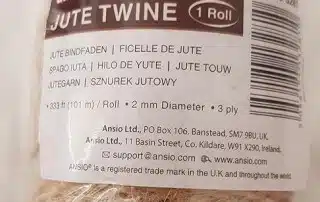 JUTE TWINE 1 Roll
JUTE BINDFADEN | FICELLE DE JUTE
SPAGO IUTA | HILO DE YUTE | JUTE TOUW
JUTEGARN | SZNUREK JUTOWY
• 333 ft (101 m) / Roll • 2 mm Diameter • 3 ply
Ansio Ltd., PO Box 106, Banstead, SM7 9BU, UK.
Ansio Ltd., 11 Basin Street, Co. Kildare, W91 X290, Ireland.
support@ansio.com www.ansio.com
ANSIO® is a registered trade mark in the U.K and throughout the world.